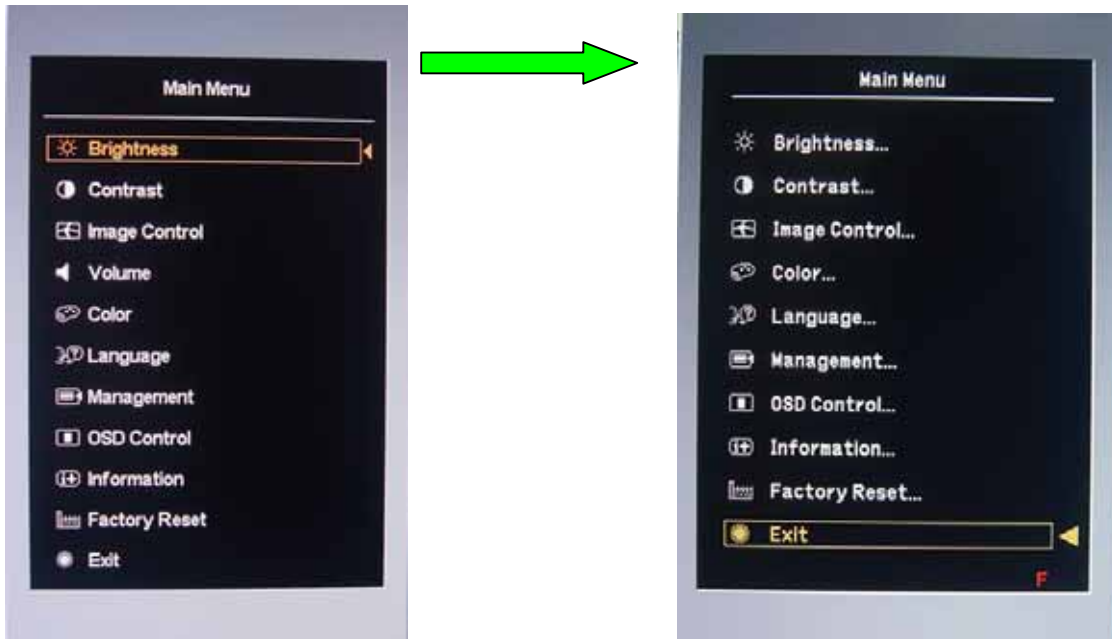 Main Menu
Brightness
Contrast
Image Control
Volume
Color
Language
Management
OSD Control
Information
Factory Reset
Exit
Main Menu
Brightness...
Contrast...
Image Control...
Color...
Language...
Management...
OSD Control...
Information...
Factory Reset...
Exit
F